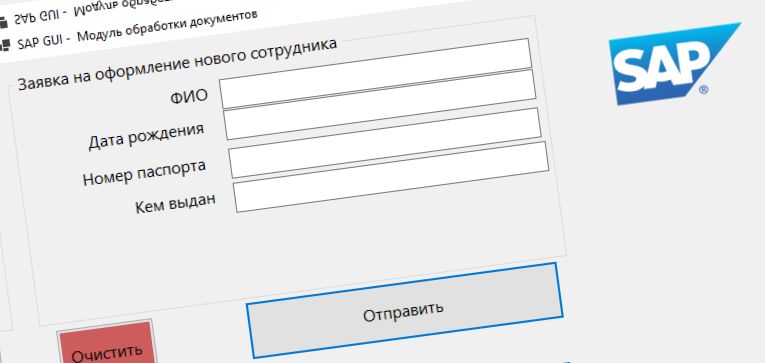 SAP GUI - Модуль обработки документов
SAP GUI - Модуль обработки документов
Заявка на оформление нового сотрудника
ФИО
Дата рождения
Номер паспорта
Кем выдан
Отправить
Очистить
SAP
®